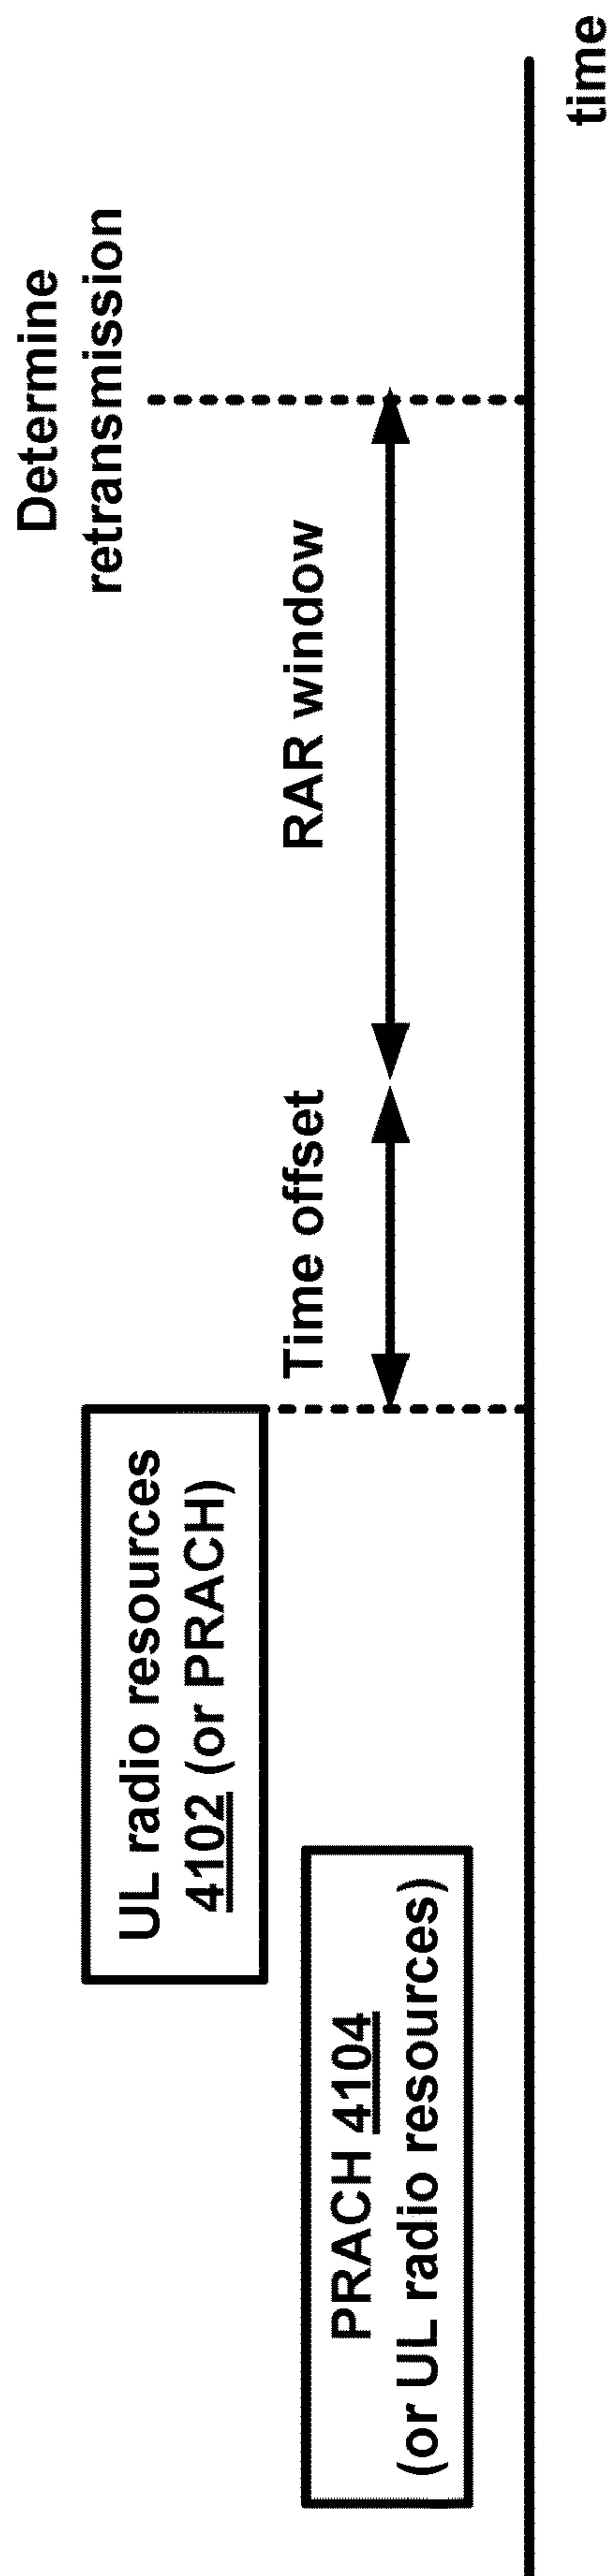 Determine
retransmission
UL radio resources
4102 (or PRACH)
Time offset
RAR window
PRACH 4104
(or UL radio resources)
time